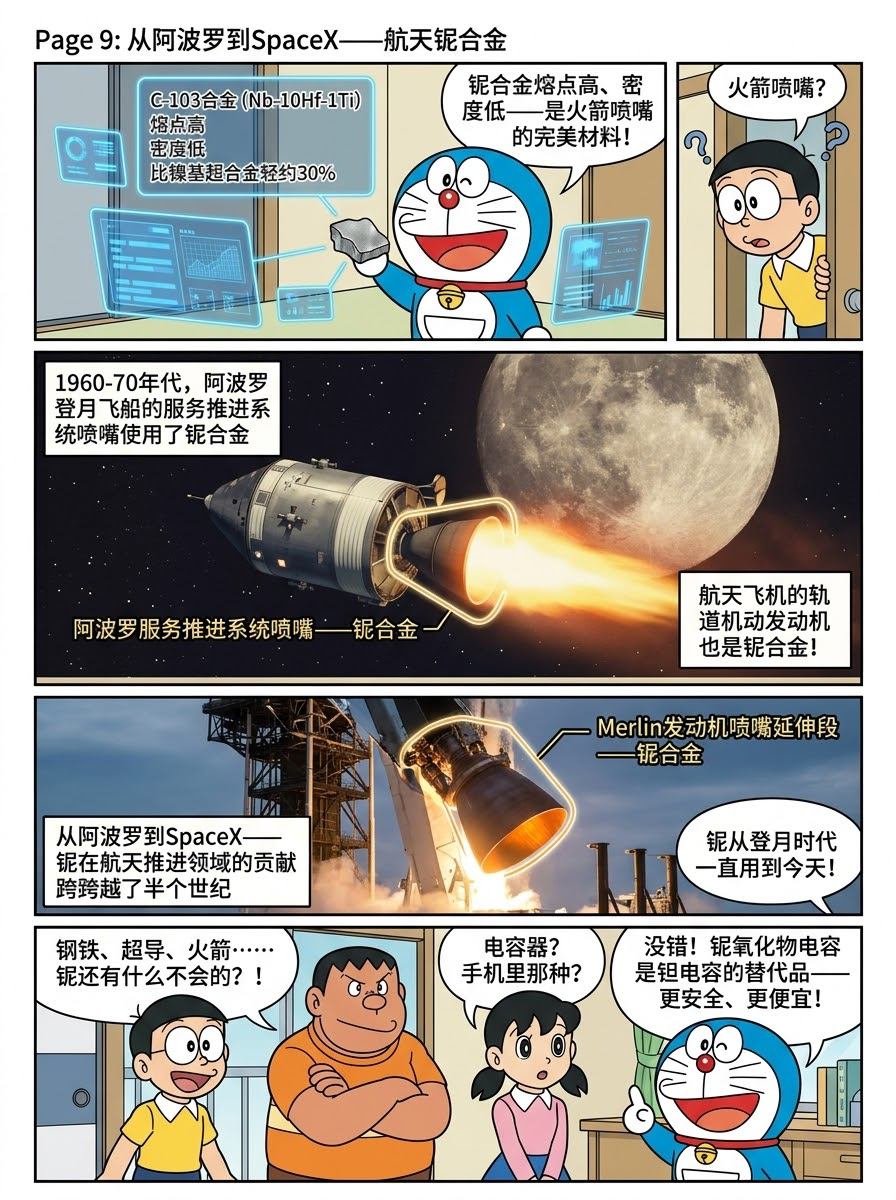 Page 9: 从阿波罗到SpaceX——航天铌合金
C-103合金 (Nb-10Hf-1Ti)
熔点高
密度低
比镍基超合金轻约30%
铌合金熔点高、密
度低——是火箭喷嘴
的完美材料！
火箭喷嘴？
?
?
1960-70年代，阿波罗
登月飞船的服务推进系
统喷嘴使用了铌合金
阿波罗服务推进系统喷嘴——铌合金
航天飞机的轨
道机动发动机
也是铌合金！
Merlin发动机喷嘴延伸段
——铌合金
从阿波罗到SpaceX——
铌在航天推进领域的贡献
跨跨越了半个世纪
铌从登月时代
一直用到今天！
钢铁、超导、火箭……
铌还有什么不会的？！
电容器？
手机里那种？
没错！铌氧化物电容
是钽电容的替代品——
更安全、更便宜！